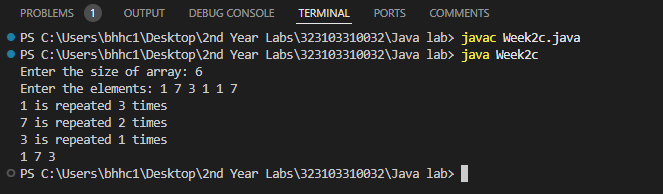 PROBLEMS 1 OUTPUT DEBUG CONSOLE TERMINAL PORTS COMMENTS
PS C:\Users\bhhc1\Desktop\2nd Year Labs\323103310032\Java lab> javac Week2c.java
PS C:\Users\bhhc1\Desktop\2nd Year Labs\323103310032\Java lab> java Week2c
Enter the size of array: 6
Enter the elements: 1 7 3 1 1 7
1 is repeated 3 times
7 is repeated 2 times
3 is repeated 1 times
1 7 3
PS C:\Users\bhhc1\Desktop\2nd Year Labs\323103310032\Java lab>